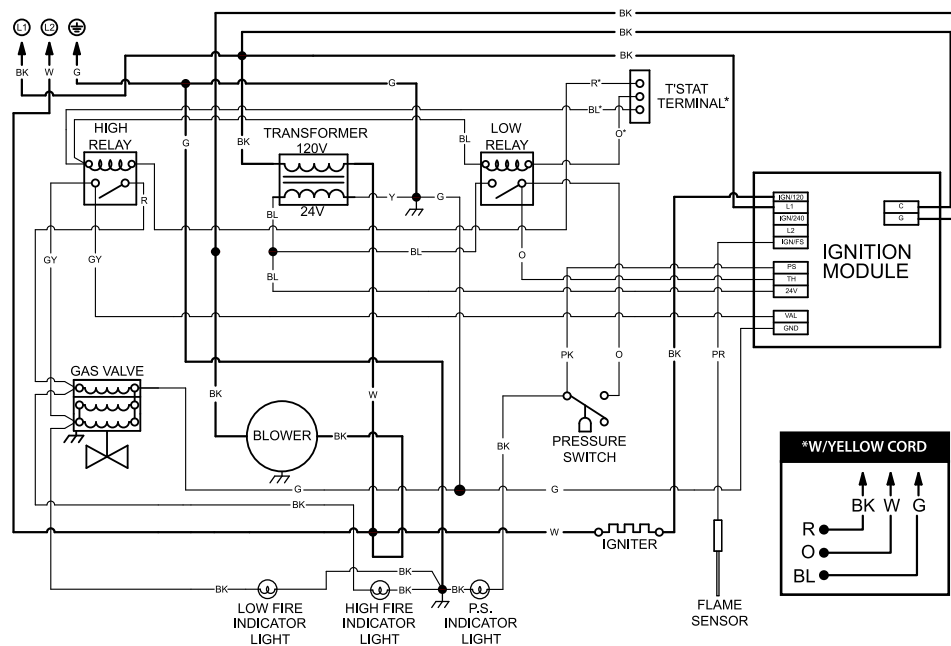 BK
L1
L2
BK
BK
BK
W
G
G
R*
T'STAT
TERMINAL*
BL*
HIGH
RELAY
TRANSFORMER
120V
LOW
RELAY
G
BK
BL
O*
24V
R
Y
G
BL
IGN/120
L1
IGN/240
L2
IGN/FS
C
G
IGNITION
MODULE
GY
BL
BL
O
O
PS
TH
24V
VAL
GND
PK
O
BK
PR
GAS VALVE
BK
W
BLOWER
BK
BK
PRESSURE
SWITCH
*W/YELLOW CORD
G
G
BK
BK W G
R
O
BL
W
IGNITER
BK
BK
BK
BK
BK
LOW FIRE
INDICATOR
LIGHT
HIGH FIRE
INDICATOR
LIGHT
P.S.
INDICATOR
LIGHT
FLAME
SENSOR